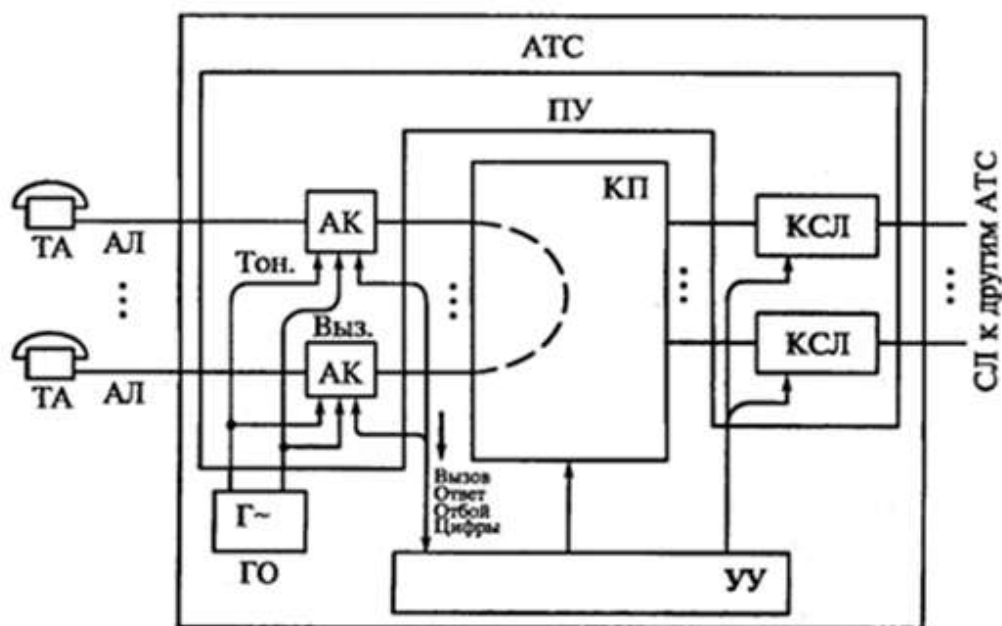 АТС
ПУ
КП
АК
КСЛ
ТА
АЛ
Тон.
...
...
...
...
Выз.
АК
КСЛ
ТА
АЛ
СЛ к другим АТС
Вызов
Ответ
Отбой
Цифры
Г~
ГО
УУ